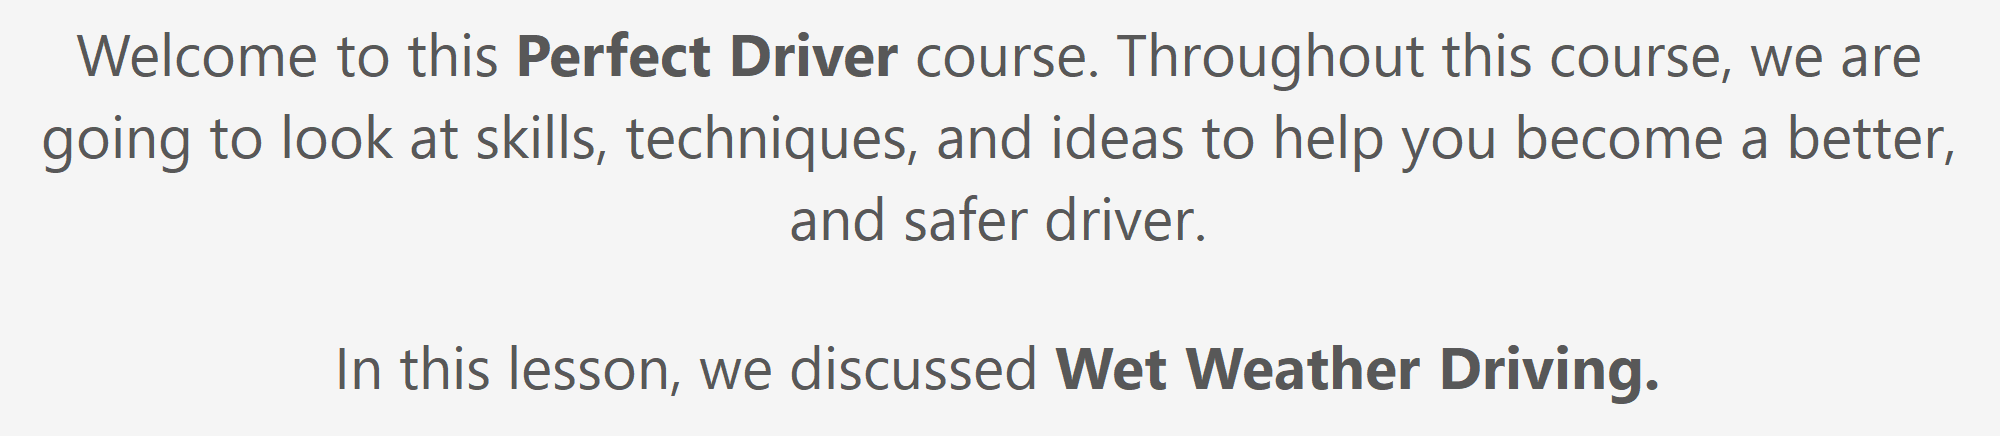 Welcome to this Perfect Driver course. Throughout this course, we are
going to look at skills, techniques, and ideas to help you become a better,
and safer driver.
In this lesson, we discussed Wet Weather Driving.